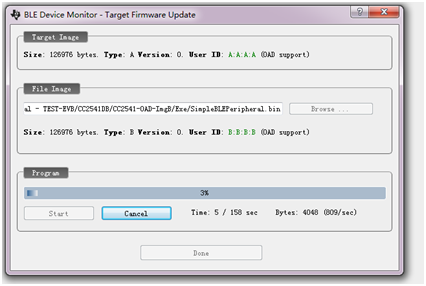 BLE Device Monitor - Target Firmware Update
Target Image
Size: 126976 bytes. Type: A Version: 0. User ID: A:A:A:A (OAD support)
File Image
al - TEST-EVB/CC2541DB/CC2541-OAD-ImgB/Exe/SimpleBLEPeripheral.bin Browse ...
Size: 126976 bytes. Type: B Version: 0. User ID: B:B:B:B (OAD support)
Program
3%
Start Cancel Time: 5 / 158 sec Bytes: 4048 (809/sec)
Done